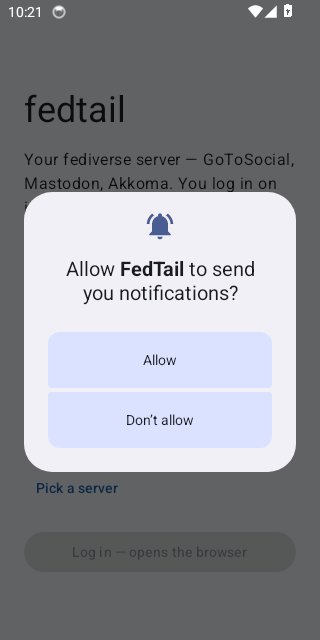 10:21
fedtail
Your fediverse server — GoToSocial,
Mastodon, Akkoma. You log in on
Allow FedTail to send
you notifications?
Allow
Don’t allow
Pick a server
Log in — opens the browser